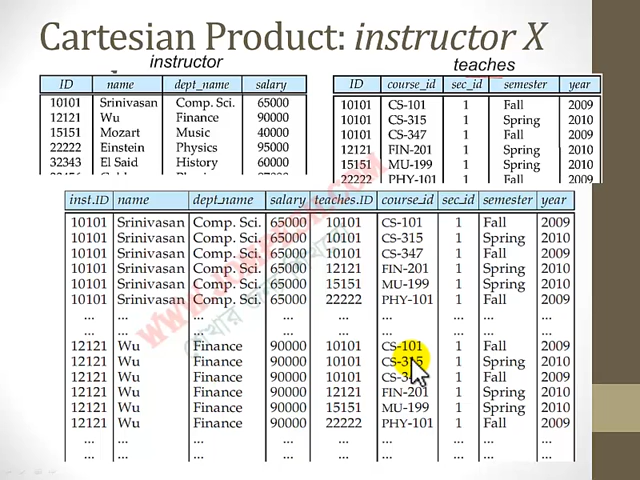 Cartesian Product: instructor X
instructor
teaches
ID name dept_name salary
10101 Srinivasan Comp. Sci. 65000
12121 Wu Finance 90000
15151 Mozart Music 40000
22222 Einstein Physics 95000
32343 El Said History 60000
ID course_id sec_id semester year
10101 CS-101 1 Fall 2009
10101 CS-315 1 Spring 2010
10101 CS-347 1 Fall 2009
12121 FIN-201 1 Spring 2010
15151 MU-199 1 Spring 2010
22222 PHY-101 1 Fall 2009
inst.ID name dept_name salary teaches.ID course_id sec_id semester year
10101 Srinivasan Comp. Sci. 65000 10101 CS-101 1 Fall 2009
10101 Srinivasan Comp. Sci. 65000 10101 CS-315 1 Spring 2010
10101 Srinivasan Comp. Sci. 65000 10101 CS-347 1 Fall 2009
10101 Srinivasan Comp. Sci. 65000 12121 FIN-201 1 Spring 2010
10101 Srinivasan Comp. Sci. 65000 15151 MU-199 1 Spring 2010
10101 Srinivasan Comp. Sci. 65000 22222 PHY-101 1 Fall 2009
... ... ... ... ... ... ... ... ...
... ... ... ... ... ... ... ... ...
12121 Wu Finance 90000 10101 CS-101 1 Fall 2009
12121 Wu Finance 90000 10101 CS-315 1 Spring 2010
12121 Wu Finance 90000 10101 1 Fall 2009
12121 Wu Finance 90000 12121 FIN-201 1 Spring 2010
12121 Wu Finance 90000 15151 MU-199 1 Spring 2010
12121 Wu Finance 90000 22222 PHY-101 1 Fall 2009
... ... ... ... ... ... ... ... ...
... ... ... ... ... ... ... ... ...